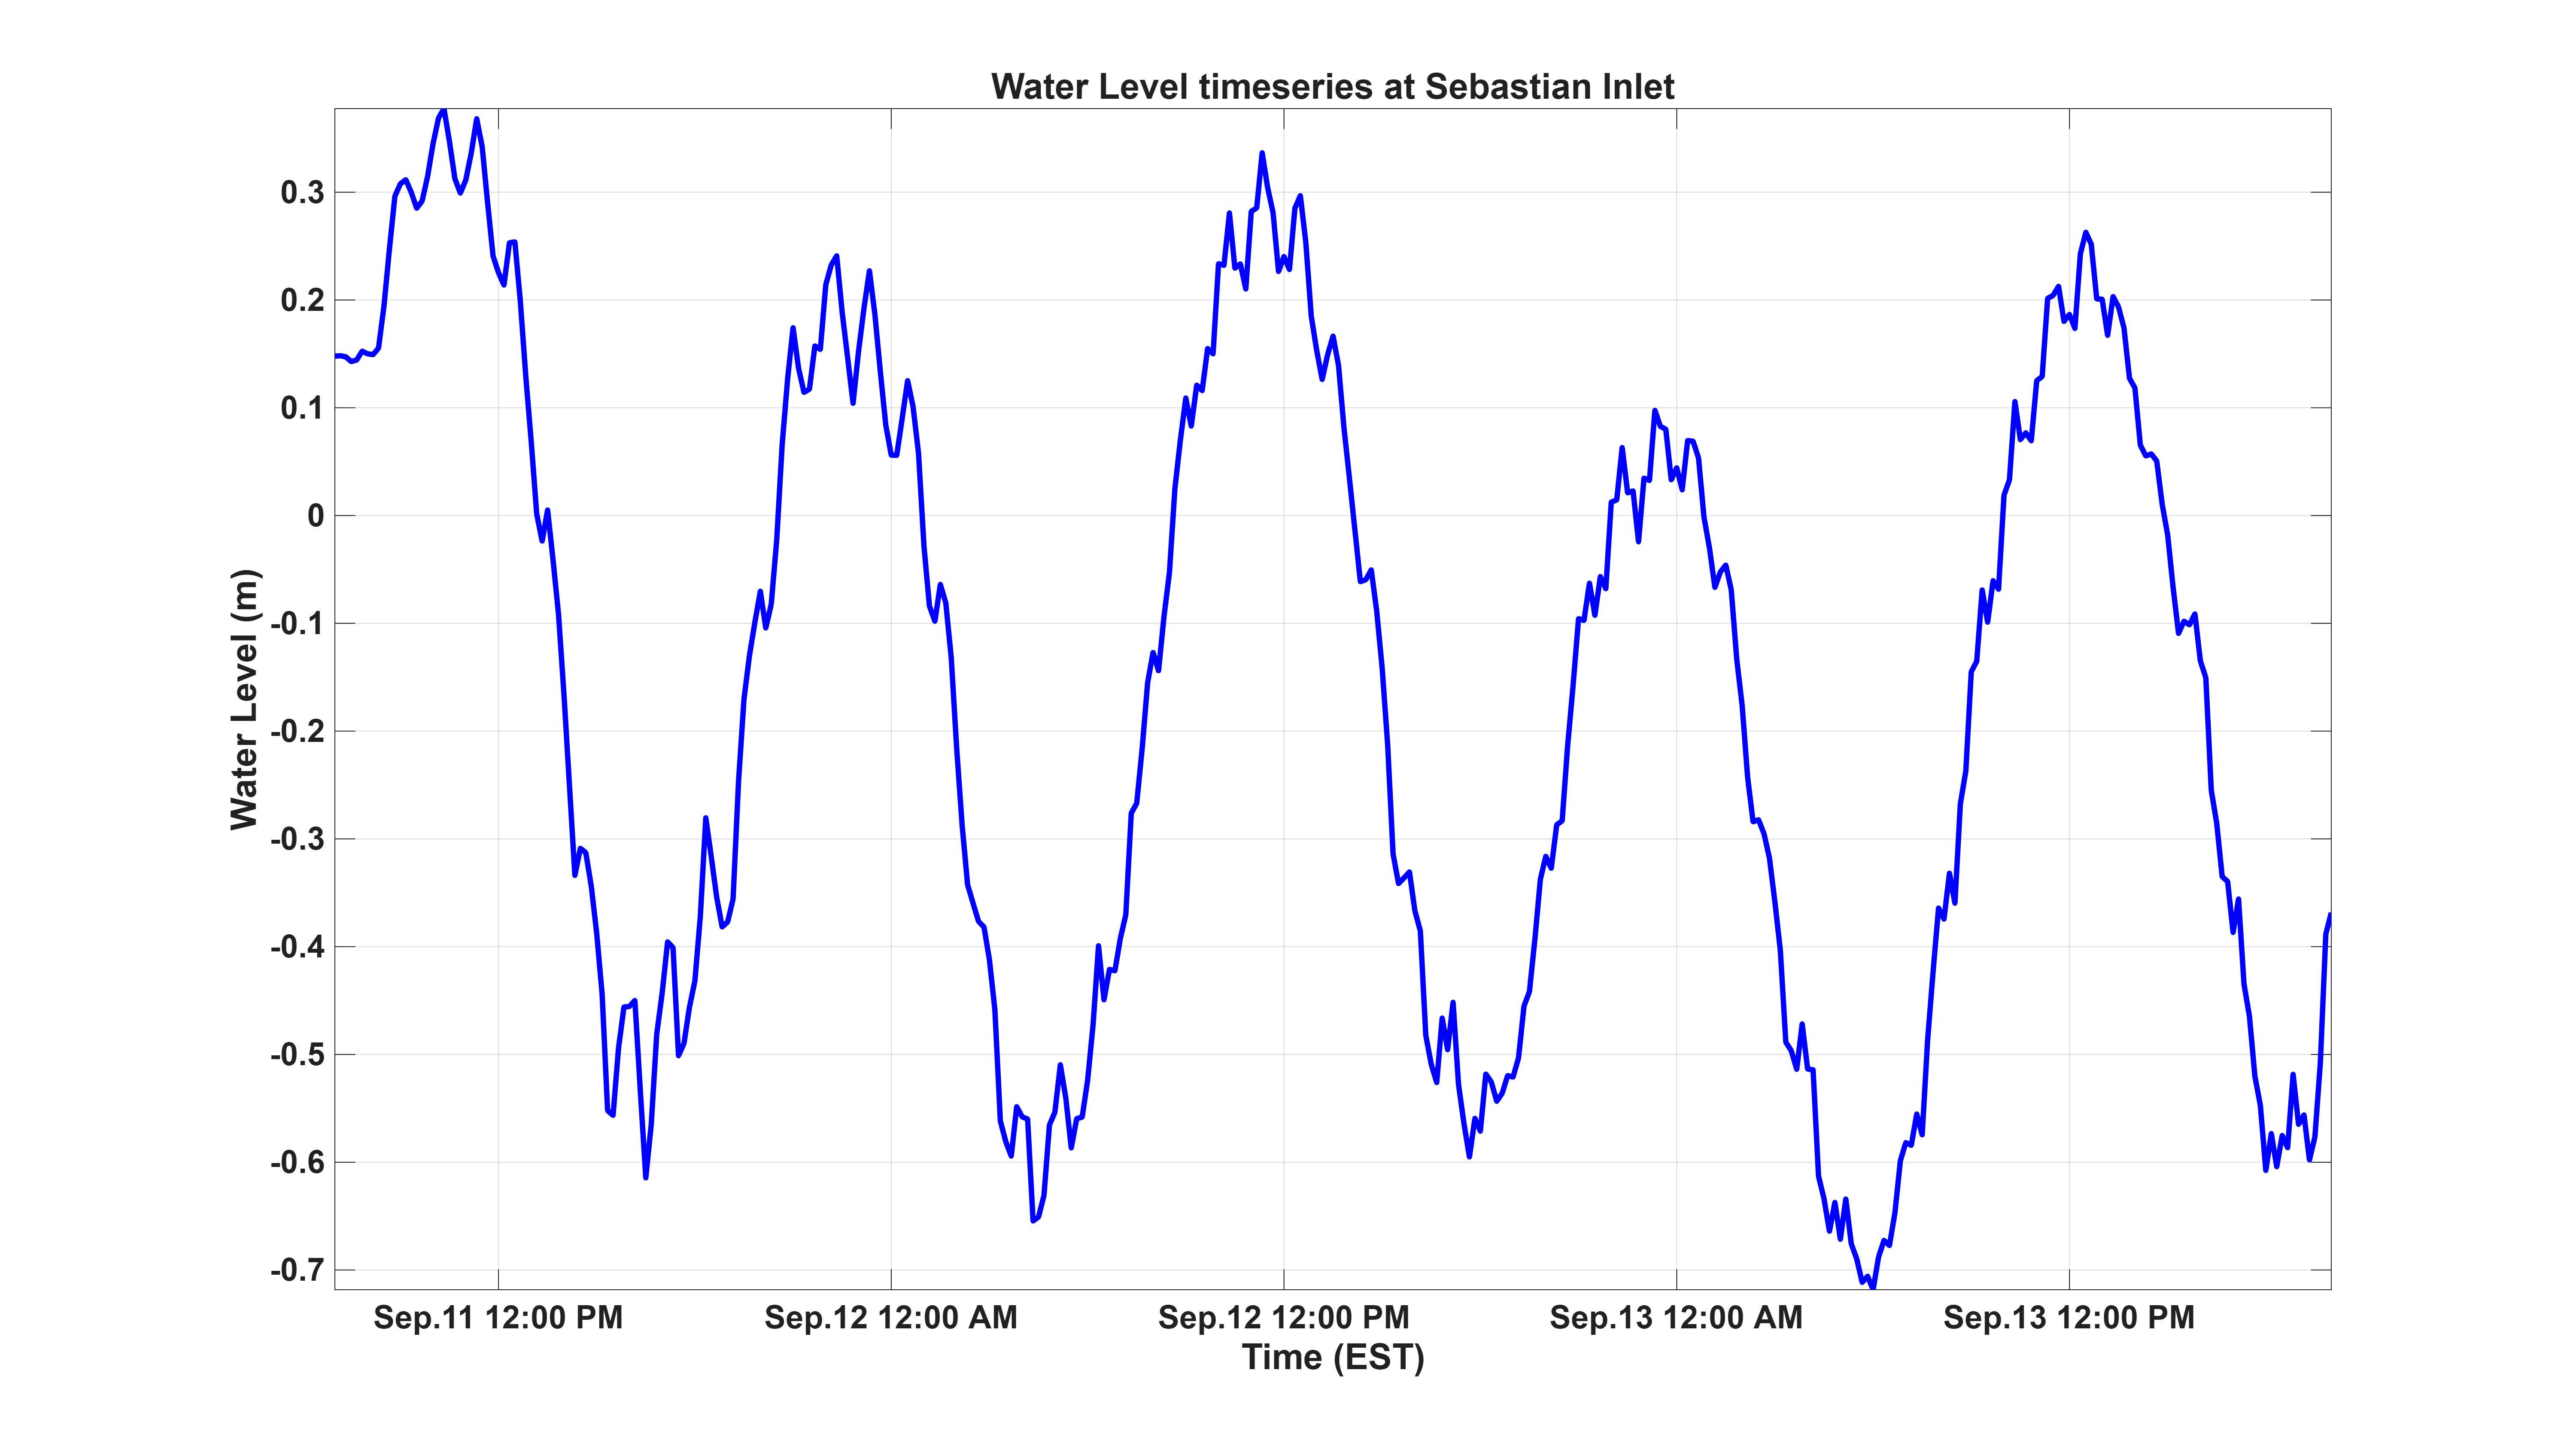 Water Level timeseries at Sebastian Inlet
0.3
0.2
0.1
0
-0.1
-0.2
-0.3
-0.4
-0.5
-0.6
-0.7
Water Level (m)
Sep.11 12:00 PM Sep.12 12:00 AM Sep.12 12:00 PM Sep.13 12:00 AM Sep.13 12:00 PM
Time (EST)